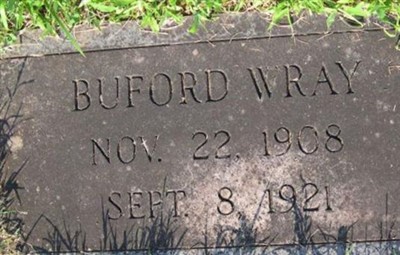 BUFORD WRAY
NOV. 22, 1908
SEPT. 8, 1921